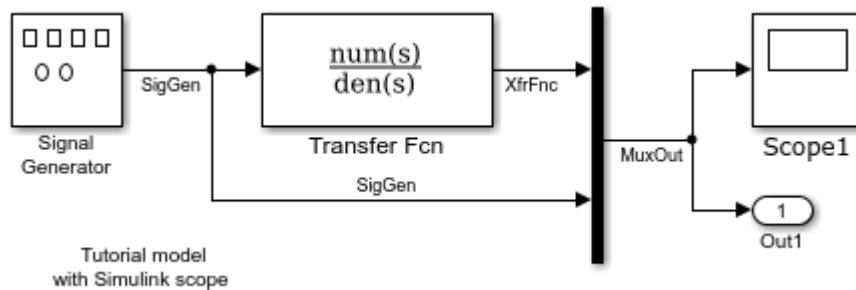 SigGen
Signal
Generator
num(s)
den(s)
Transfer Fcn
XfrFnc
SigGen
MuxOut
Scope1
1
Out1
Tutorial model
with Simulink scope